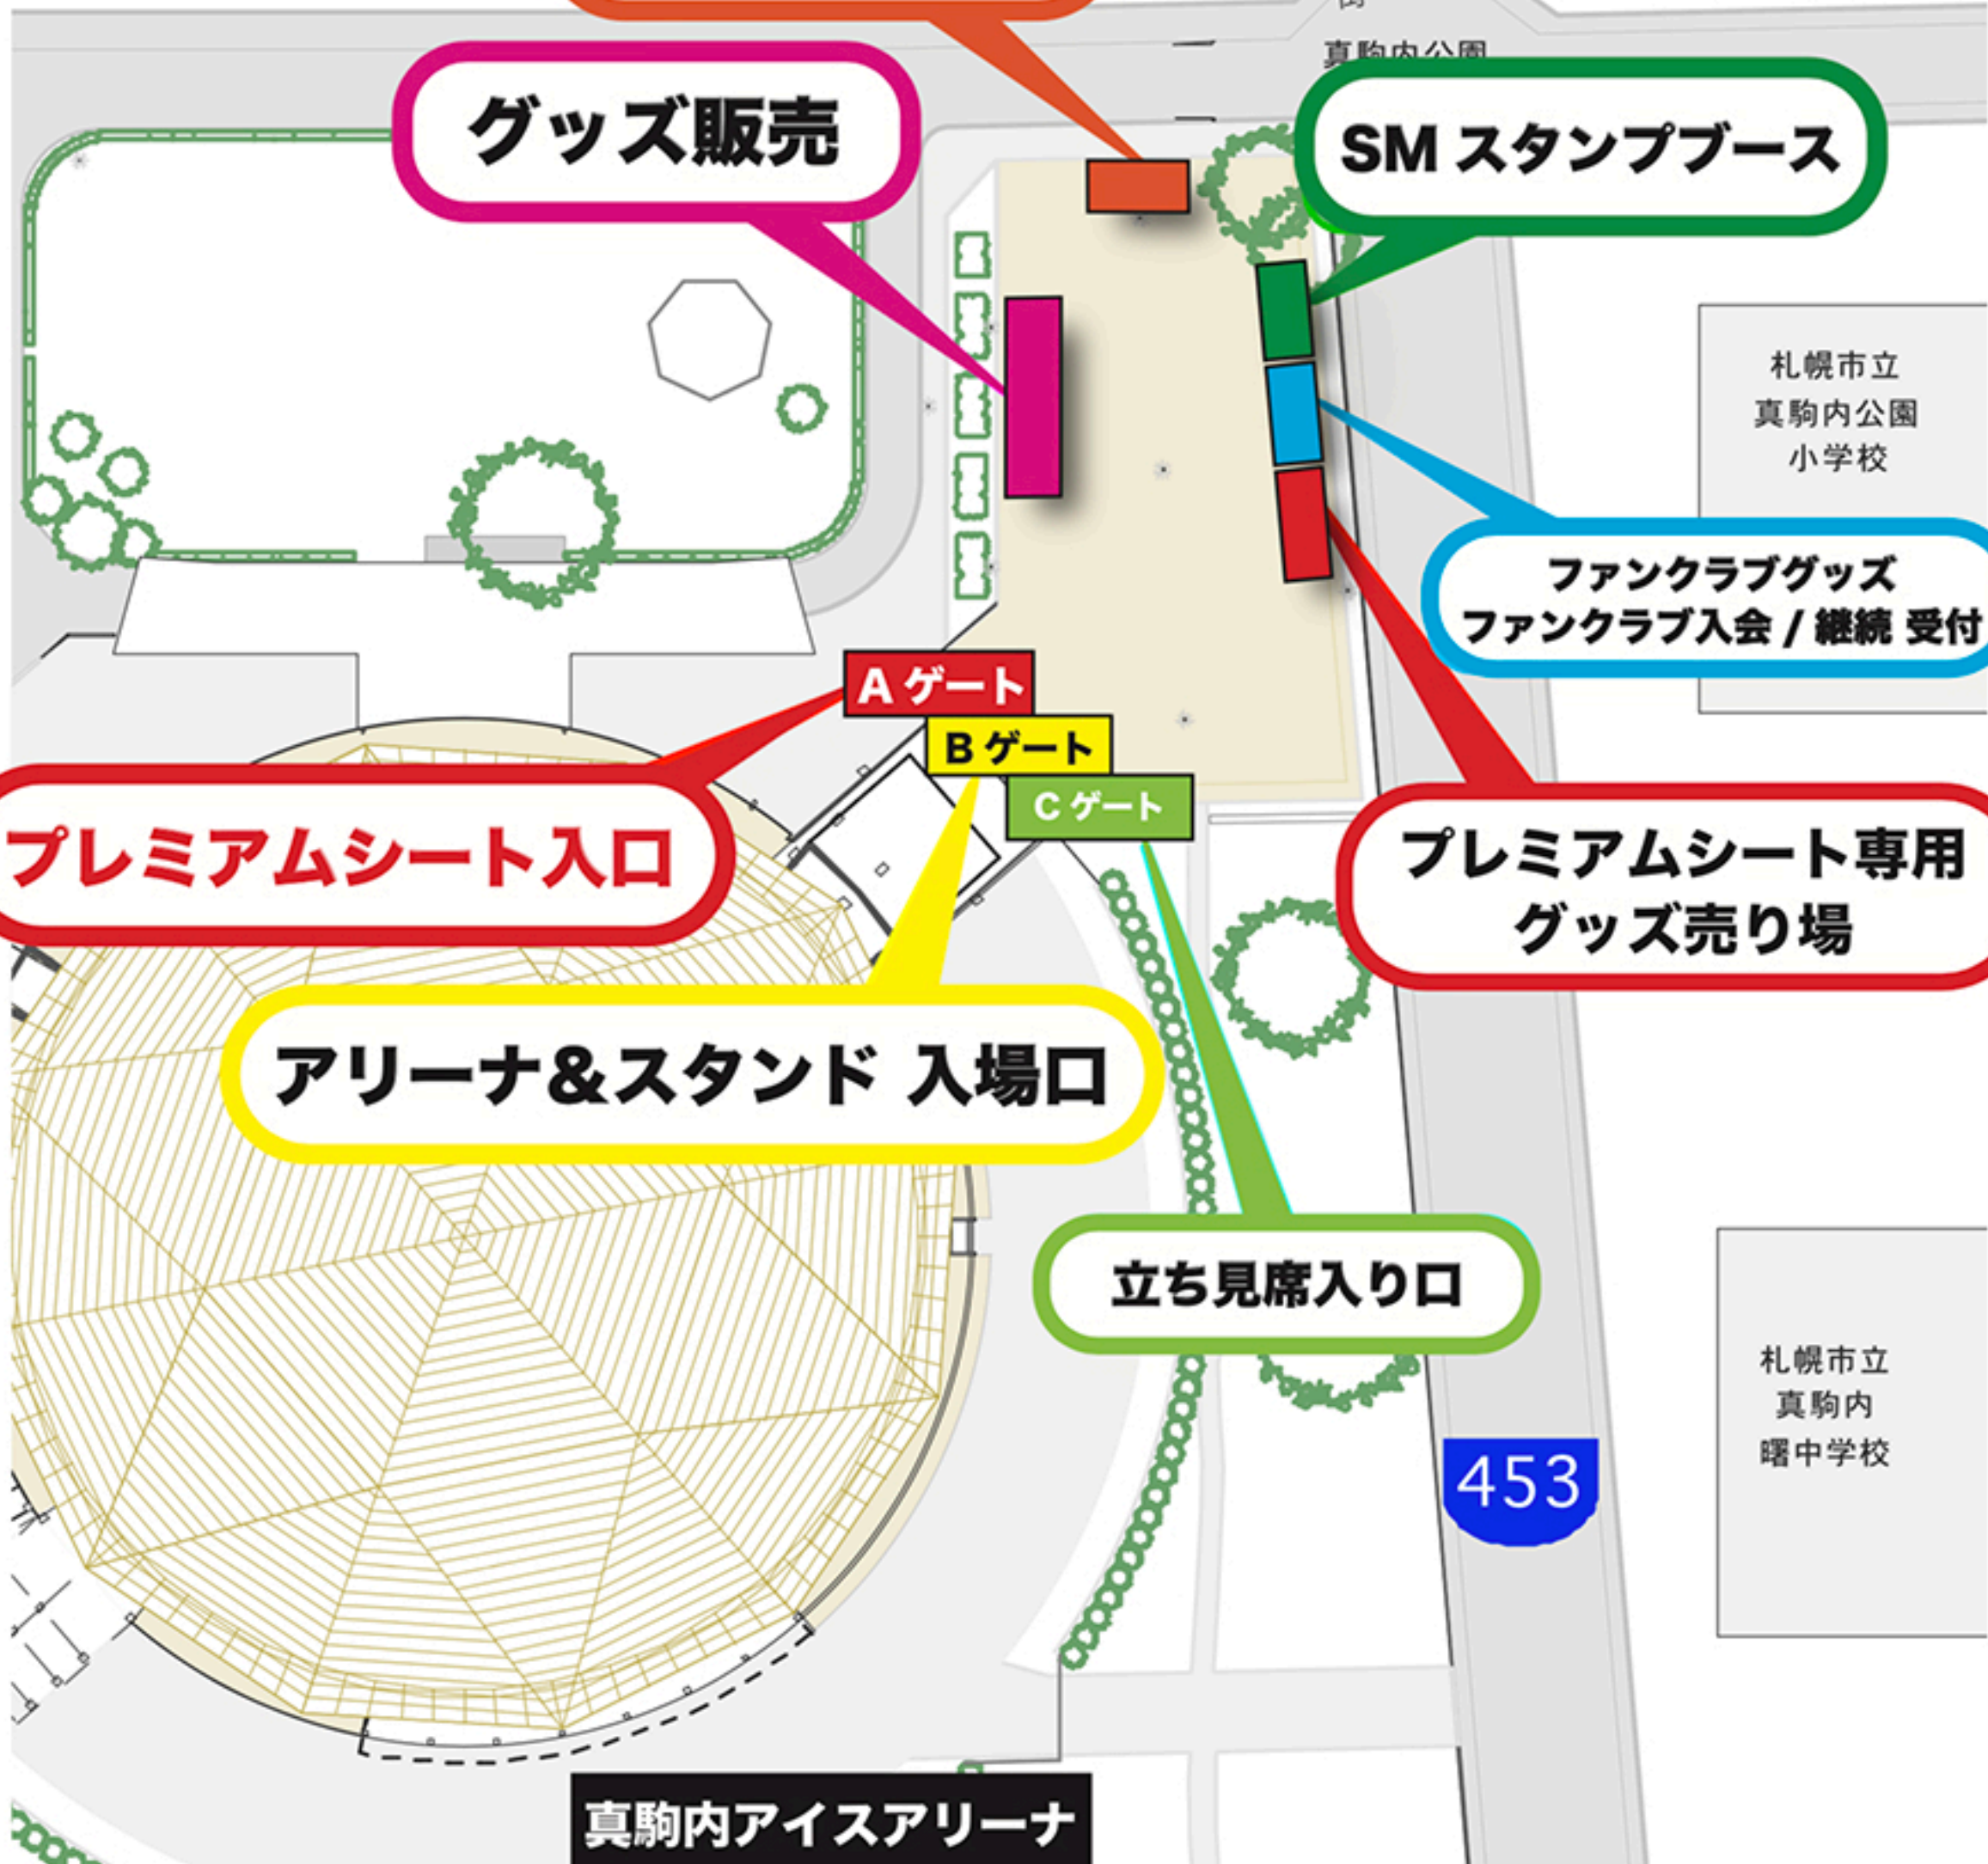 真駒内公園
グッズ販売
SM スタンプブース
札幌市立
真駒内公園
小学校
ファンクラブグッズ
ファンクラブ入会 / 継続 受付
A ゲート
B ゲート
C ゲート
プレミアムシート入口
プレミアムシート専用
グッズ売り場
アリーナ&スタンド 入場口
立ち見席入り口
札幌市立
真駒内
曙中学校
453
真駒内アイスアリーナ